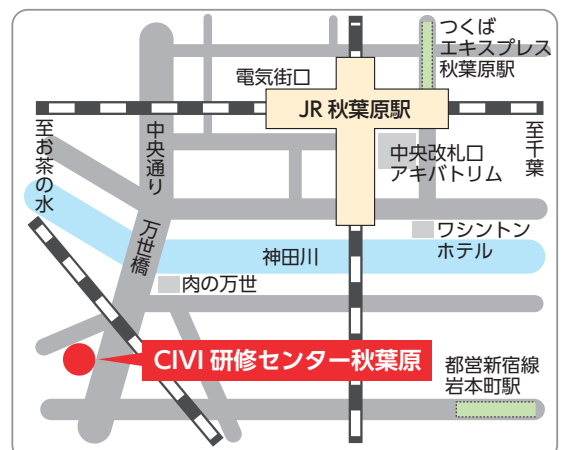 つくば
エキスプレス
秋葉原駅
電気街口
JR 秋葉原駅
至お茶の水
中央通り
至千葉
中央改札口
アキバトリム
万世橋
ワシントン
ホテル
神田川
肉の万世
CIVI 研修センター秋葉原
都営新宿線
岩本町駅